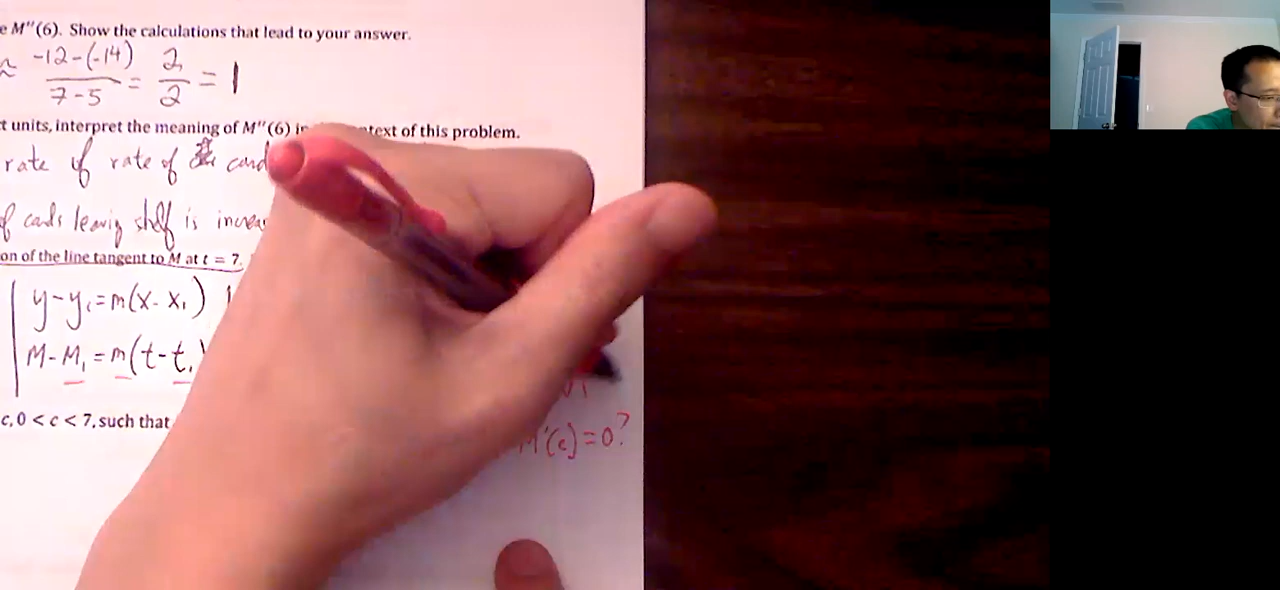 e M''(6). Show the calculations that lead to your answer.
≈ -12-(-14) / 7-5 = 2/2 = 1
t units, interpret the meaning of M''(6) in text of this problem.
rate of rate of
of cards leaving shelf is
on of the line tangent to M at t = 7.
y-y₁=m(x-x₁)
M-M₁=m(t-t₁)
c, 0 < c < 7, such that
M'(c)=0?